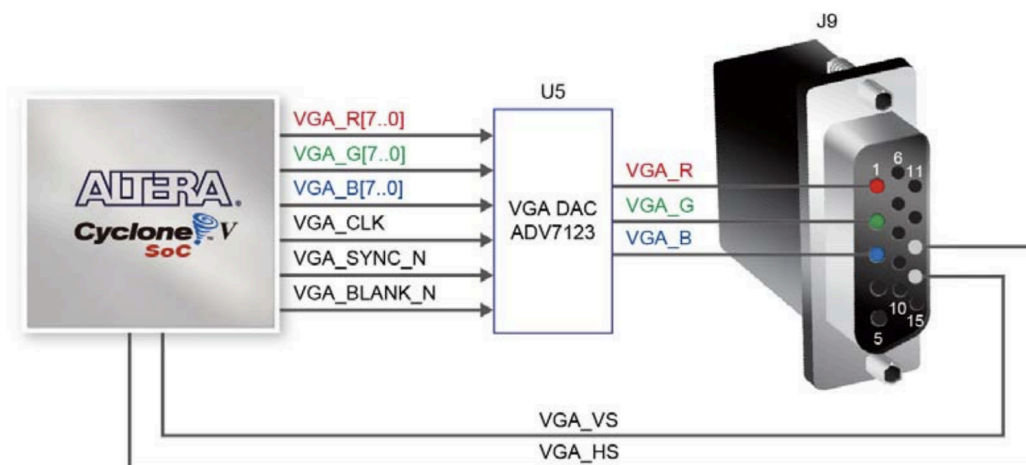 J9
U5
ALTERA.
Cyclone V
SoC
VGA_R[7..0]
VGA_G[7..0]
VGA_B[7..0]
VGA_CLK
VGA_SYNC_N
VGA_BLANK_N
VGA DAC
ADV7123
VGA_R
VGA_G
VGA_B
1
6
11
5
10
15
VGA_VS
VGA_HS